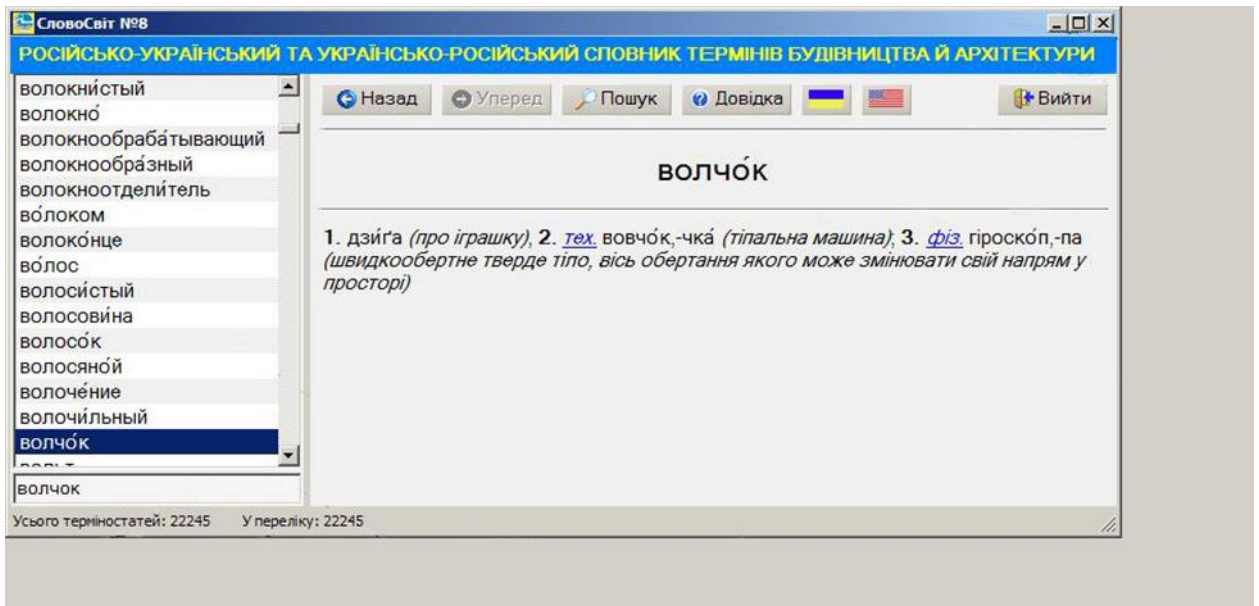 СловоСвіт №8
РОСІЙСЬКО-УКРАЇНСЬКИЙ ТА УКРАЇНСЬКО-РОСІЙСЬКИЙ СЛОВНИК ТЕРМІНІВ БУДІВНИЦТВА Й АРХІТЕКТУРИ
волокни́стый
волокно́
волокнообраба́тывающий
волокнообра́зный
волокноотдели́тель
во́локом
волоко́нце
во́лос
волоси́стый
волосови́на
волосо́к
волосяно́й
волоче́ние
волочи́льный
волчо́к
волчок
Назад Уперед Пошук Довідка Вийти
волчо́к
1. дзи́ґа (про іграшку), 2. тех. вовчо́к,-чка́ (тіпальна машина); 3. фіз. гіроско́п,-па
(швидкообертне тверде тіло, вісь обертання якого може змінювати свій напрям у
просторі)
Усього терміностатей: 22245 У переліку: 22245